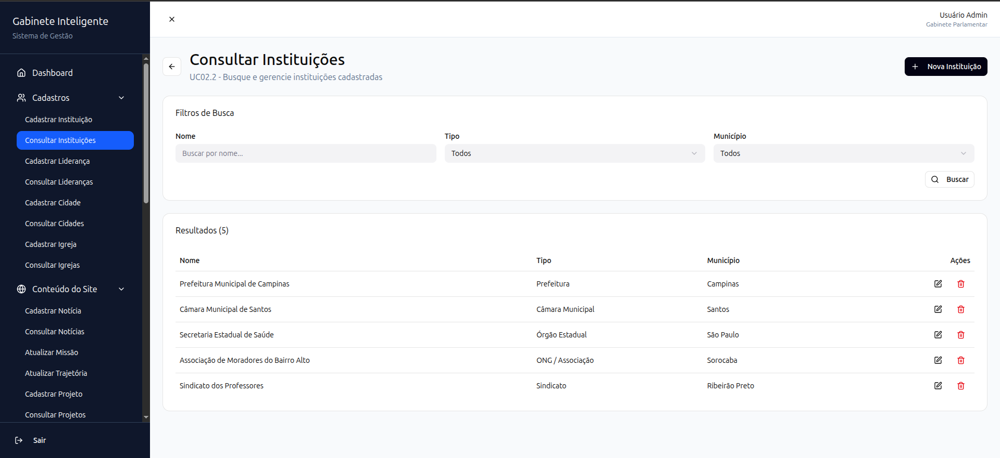 Gabinete Inteligente
Sistema de Gestão
Dashboard
Cadastros
Cadastrar Instituição
Consultar Instituições
Cadastrar Liderança
Consultar Lideranças
Cadastrar Cidade
Consultar Cidades
Cadastrar Igreja
Consultar Igrejas
Conteúdo do Site
Cadastrar Notícia
Consultar Notícias
Atualizar Missão
Atualizar Trajetória
Cadastrar Projeto
Consultar Projetos
Sair
Usuário Admin
Gabinete Parlamentar
Consultar Instituições
UC02.2 - Busque e gerencie instituições cadastradas
Nova Instituição
Filtros de Busca
Nome Tipo Município
Buscar por nome... Todos Todos
Buscar
Resultados (5)
Nome Tipo Município Ações
Prefeitura Municipal de Campinas Prefeitura Campinas
Câmara Municipal de Santos Câmara Municipal Santos
Secretaria Estadual de Saúde Órgão Estadual São Paulo
Associação de Moradores do Bairro Alto ONG / Associação Sorocaba
Sindicato dos Professores Sindicato Ribeirão Preto